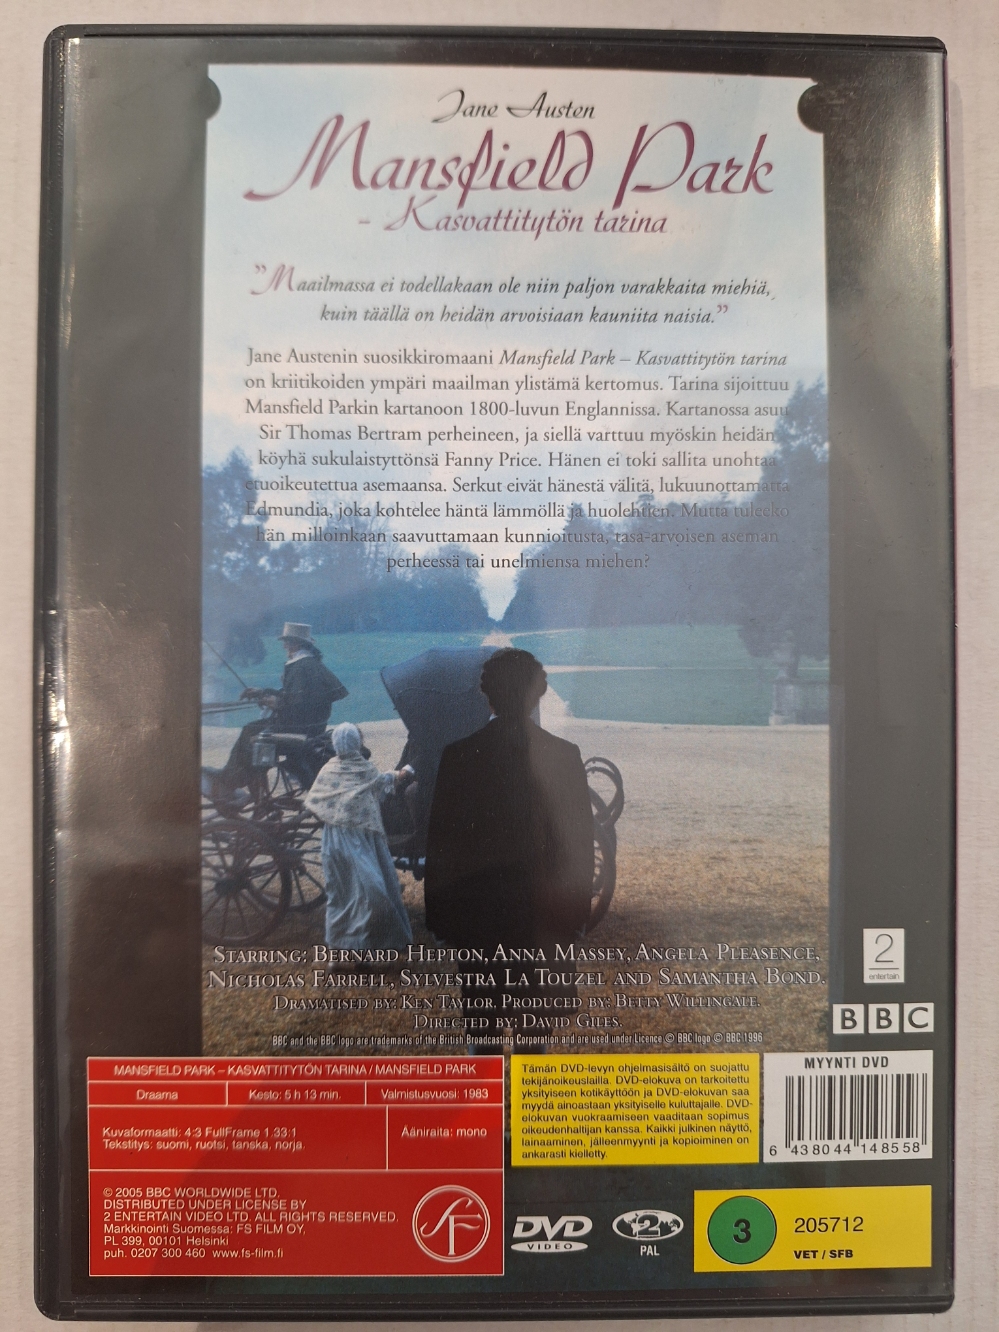 Jane Austen
Mansfield Park
- Kasvattitytön tarina
”Maailmassa ei todellakaan ole niin paljon varakkaita miehiä,
kuin täällä on heidän arvoisiaan kauniita naisia.”
Jane Austenin suosikkiromaani Mansfield Park – Kasvattitytön tarina
on kriitikoiden ympäri maailman ylistämä kertomus. Tarina sijoittuu
Mansfield Parkin kartanoon 1800-luvun Englannissa. Kartanossa asuu
Sir Thomas Bertram perheineen, ja siellä varttuu myöskin heidän
köyhä sukulaistyttönsä Fanny Price. Hänen ei toki sallita unohtaa
etuoikeutettua asemaansa. Serkut eivät hänestä välitä, lukuunottamatta
Edmundia, joka kohtelee häntä lämmöllä ja huolehtien. Mutta tuleeko
hän milloinkaan saavuttamaan kunnioitusta, tasa-arvoisen aseman
perheessä tai unelmiensa miehen?
STARRING: BERNARD HEPTON, ANNA MASSEY, ANGELA PLEASENCE,
NICHOLAS FARRELL, SYLVESTRA LA TOUZEL AND SAMANTHA BOND.
DRAMATISED BY: KEN TAYLOR. PRODUCED BY: BETTY WILLINGALE.
DIRECTED BY: DAVID GILES.
BBC and the BBC logo are trademarks of the British Broadcasting Corporation and are used under Licence © BBC logo © BBC 1996
2
entertain
BBC
MANSFIELD PARK – KASVATTITYTÖN TARINA / MANSFIELD PARK
Draama Kesto: 5 h 13 min. Valmistusvuosi: 1983
Kuvaformaatti: 4:3 FullFrame 1.33:1 Ääniraita: mono
Tekstitys: suomi, ruotsi, tanska, norja.
© 2005 BBC WORLDWIDE LTD.
DISTRIBUTED UNDER LICENSE BY
2 ENTERTAIN VIDEO LTD. ALL RIGHTS RESERVED.
Markkinointi Suomessa: FS FILM OY,
PL 399, 00101 Helsinki
puh. 0207 300 460 www.fs-film.fi
SF
Tämän DVD-levyn ohjelmasisältö on suojattu
tekijänoikeuslailla. DVD-elokuva on tarkoitettu
yksityiseen kotikäyttöön ja DVD-elokuvan saa
myydä ainoastaan yksityiselle kuluttajalle. DVD-
elokuvan vuokraamiseen vaaditaan sopimus
oikeudenhaltijan kanssa. Kaikki julkinen näyttö,
lainaaminen, jälleenmyynti ja kopioiminen on
ankarasti kielletty.
MYYNTI DVD
6 438044 148558
DVD
VIDEO
2
PAL
3
205712
VET / SFB